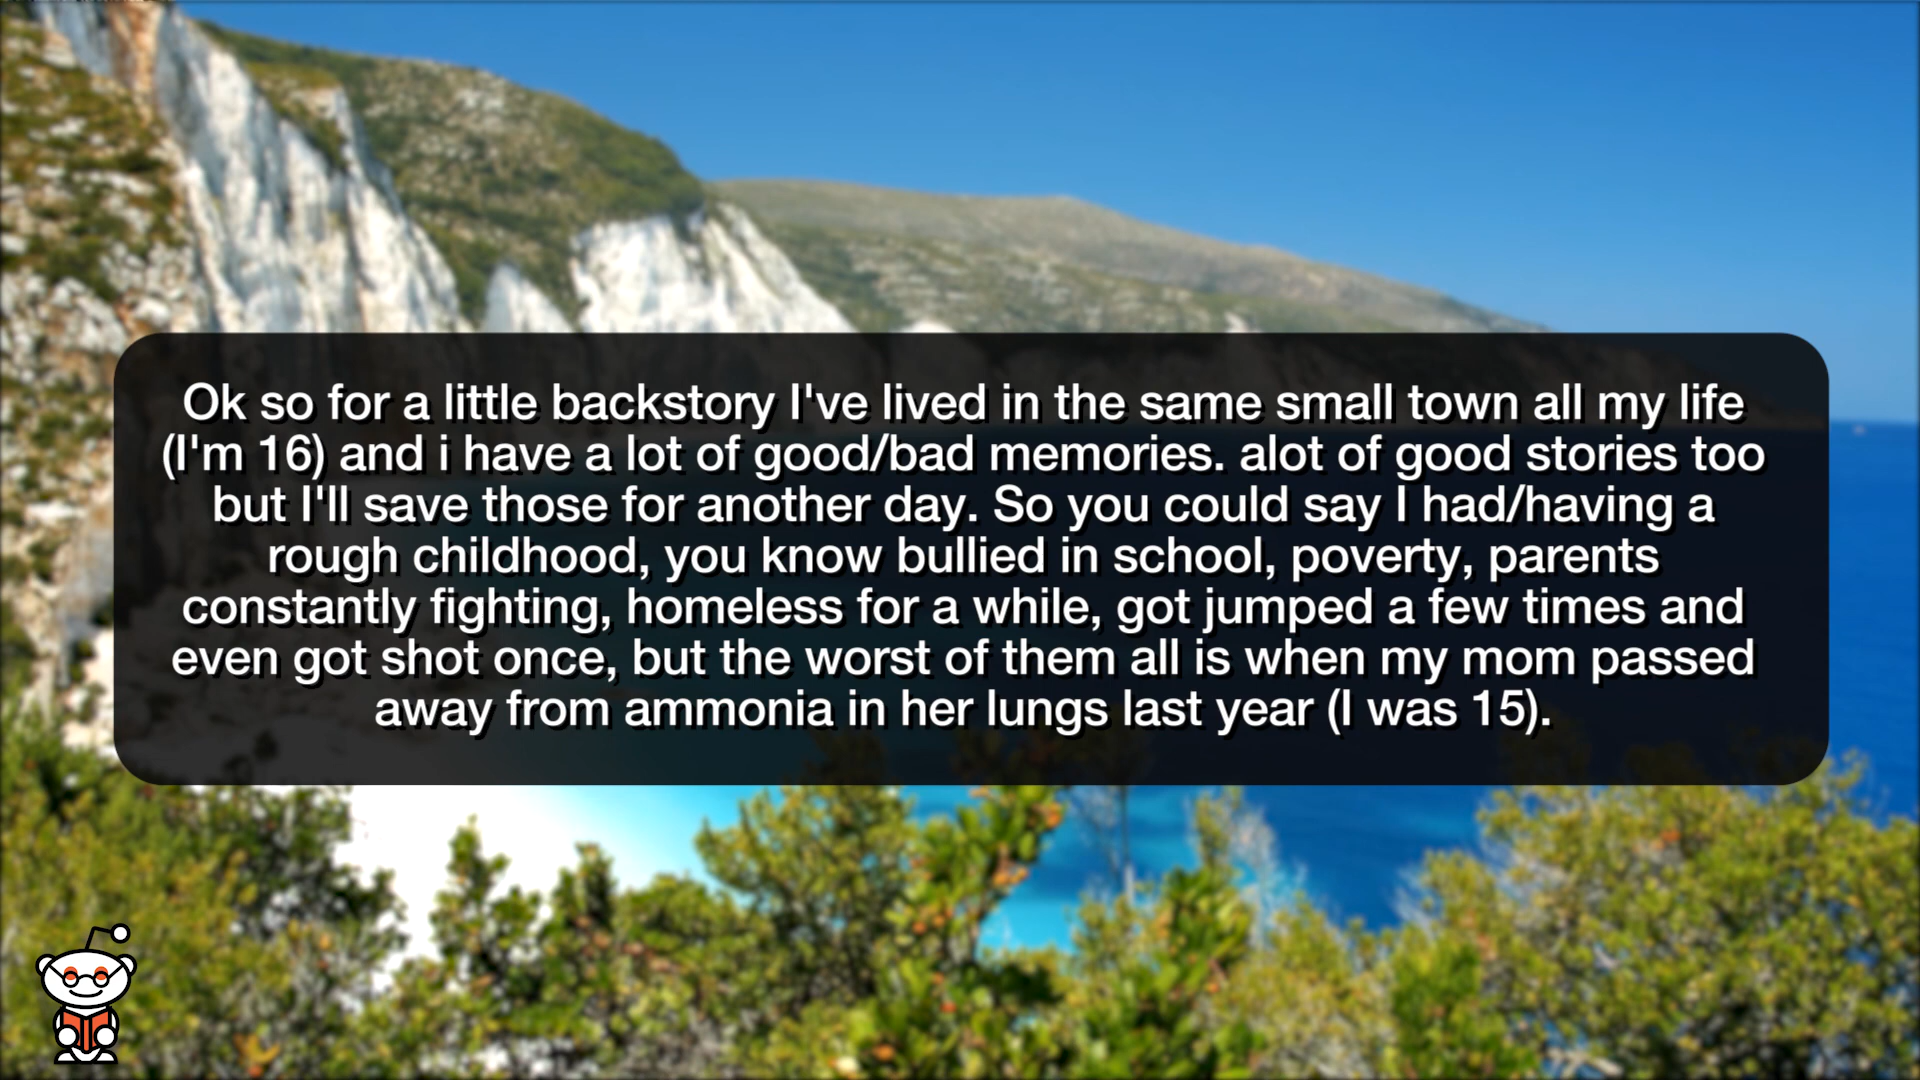 Ok so for a little backstory I've lived in the same small town all my life
(I'm 16) and i have a lot of good/bad memories. alot of good stories too
but I'll save those for another day. So you could say I had/having a
rough childhood, you know bullied in school, poverty, parents
constantly fighting, homeless for a while, got jumped a few times and
even got shot once, but the worst of them all is when my mom passed
away from ammonia in her lungs last year (I was 15).